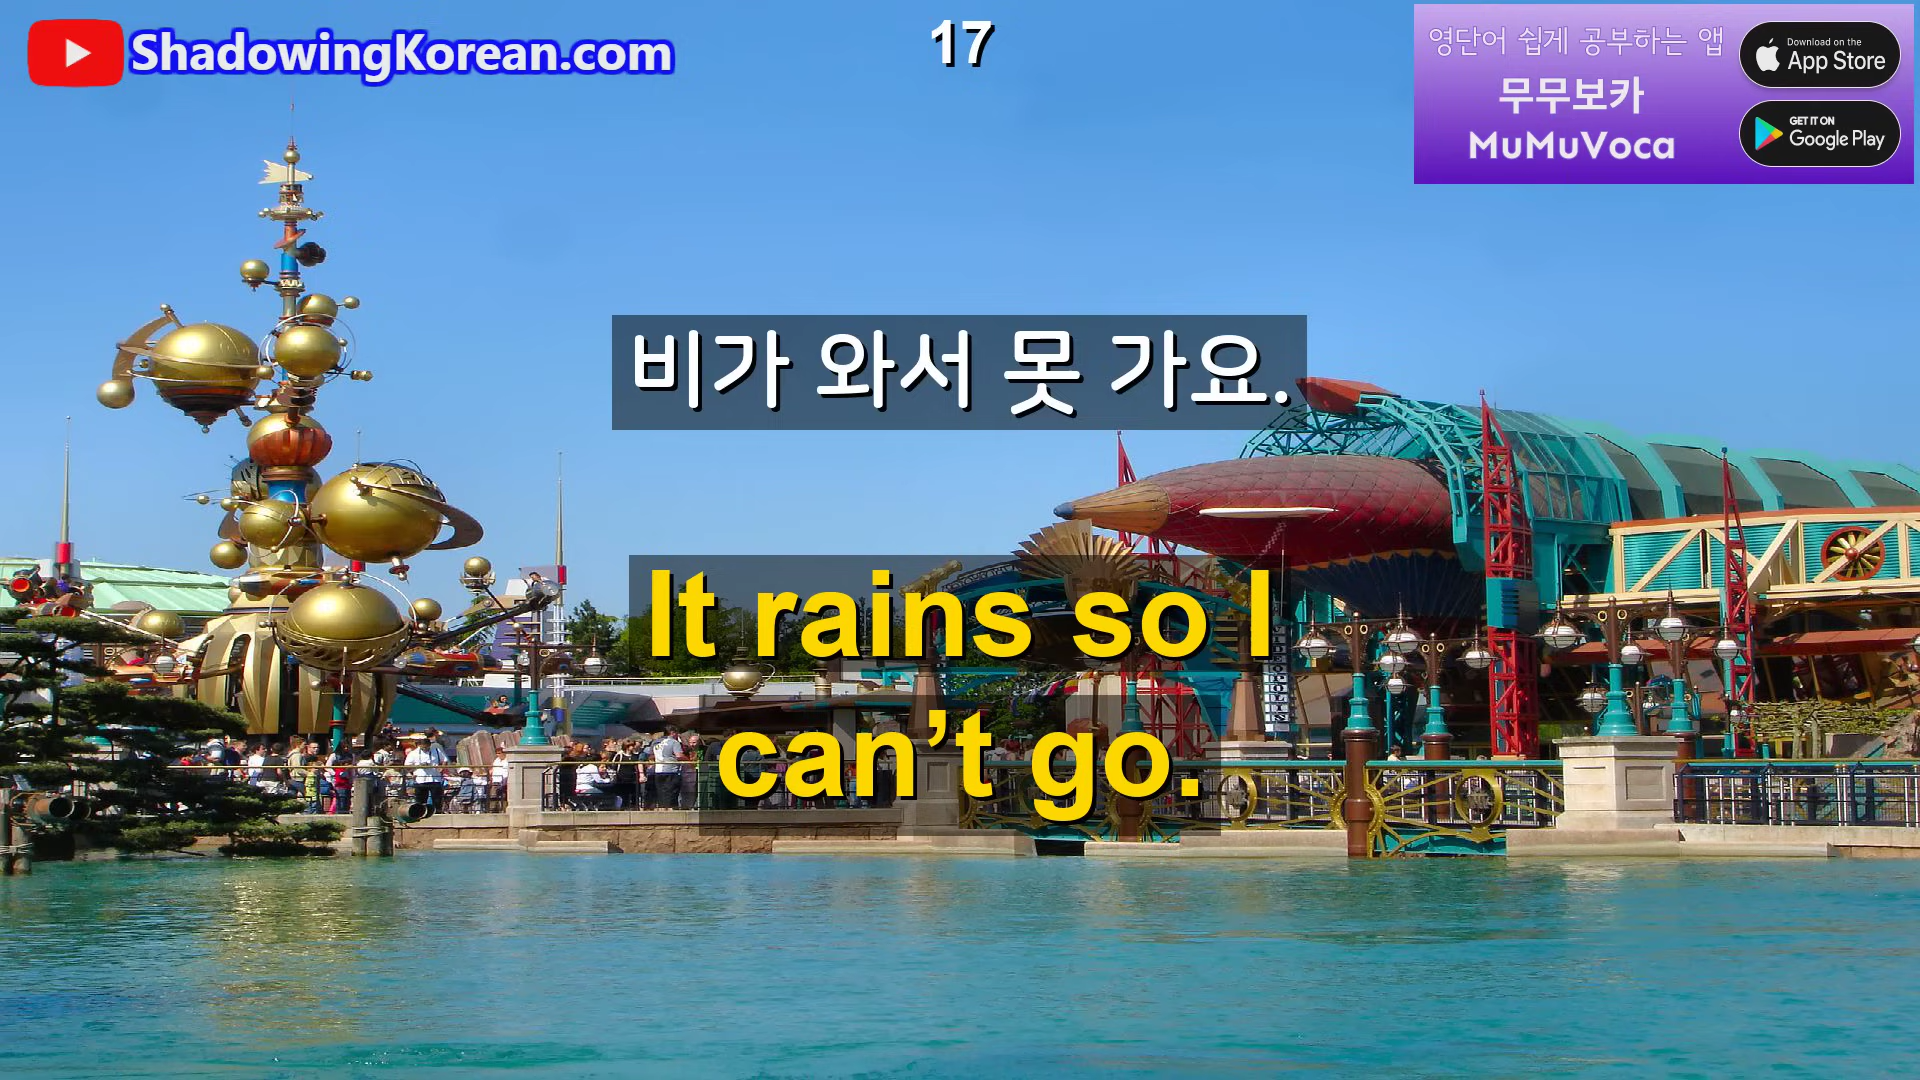 ShadowingKorean.com
17
영단어 쉽게 공부하는 앱
무무보카
MuMuVoca
Download on the
App Store
GET IT ON
Google Play
비가 와서 못 가요.
It rains so I
can’t go.
VIDEOPOLIS